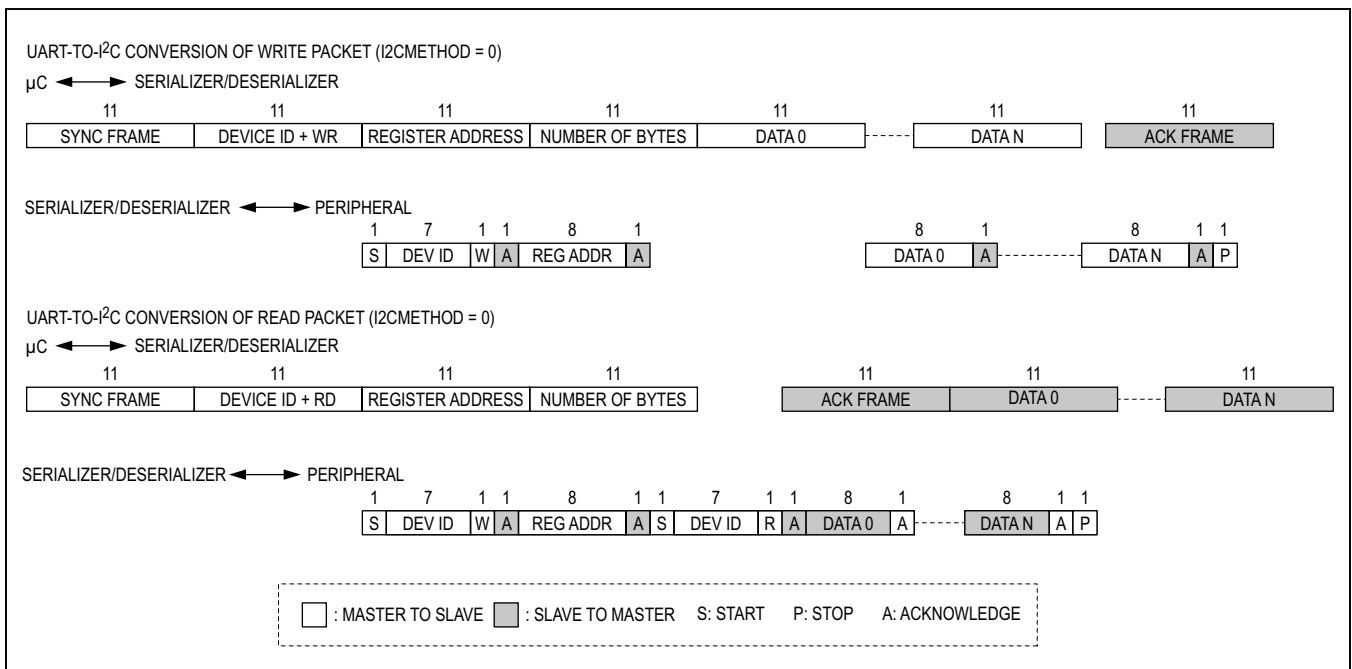 UART-TO-I2C CONVERSION OF WRITE PACKET (I2CMETHOD = 0)
µC SERIALIZER/DESERIALIZER
11 11 11 11 11 11 11
SYNC FRAME DEVICE ID + WR REGISTER ADDRESS NUMBER OF BYTES DATA 0 DATA N ACK FRAME
SERIALIZER/DESERIALIZER PERIPHERAL
1 7 1 1 8 1 8 1 8 1 1
S DEV ID W A REG ADDR A DATA 0 A DATA N A P
UART-TO-I2C CONVERSION OF READ PACKET (I2CMETHOD = 0)
µC SERIALIZER/DESERIALIZER
11 11 11 11 11 11 11
SYNC FRAME DEVICE ID + RD REGISTER ADDRESS NUMBER OF BYTES ACK FRAME DATA 0 DATA N
SERIALIZER/DESERIALIZER PERIPHERAL
1 7 1 1 8 1 1 7 1 1 8 1 8 1 1
S DEV ID W A REG ADDR A S DEV ID R A DATA 0 A DATA N A P
: MASTER TO SLAVE : SLAVE TO MASTER S: START P: STOP A: ACKNOWLEDGE